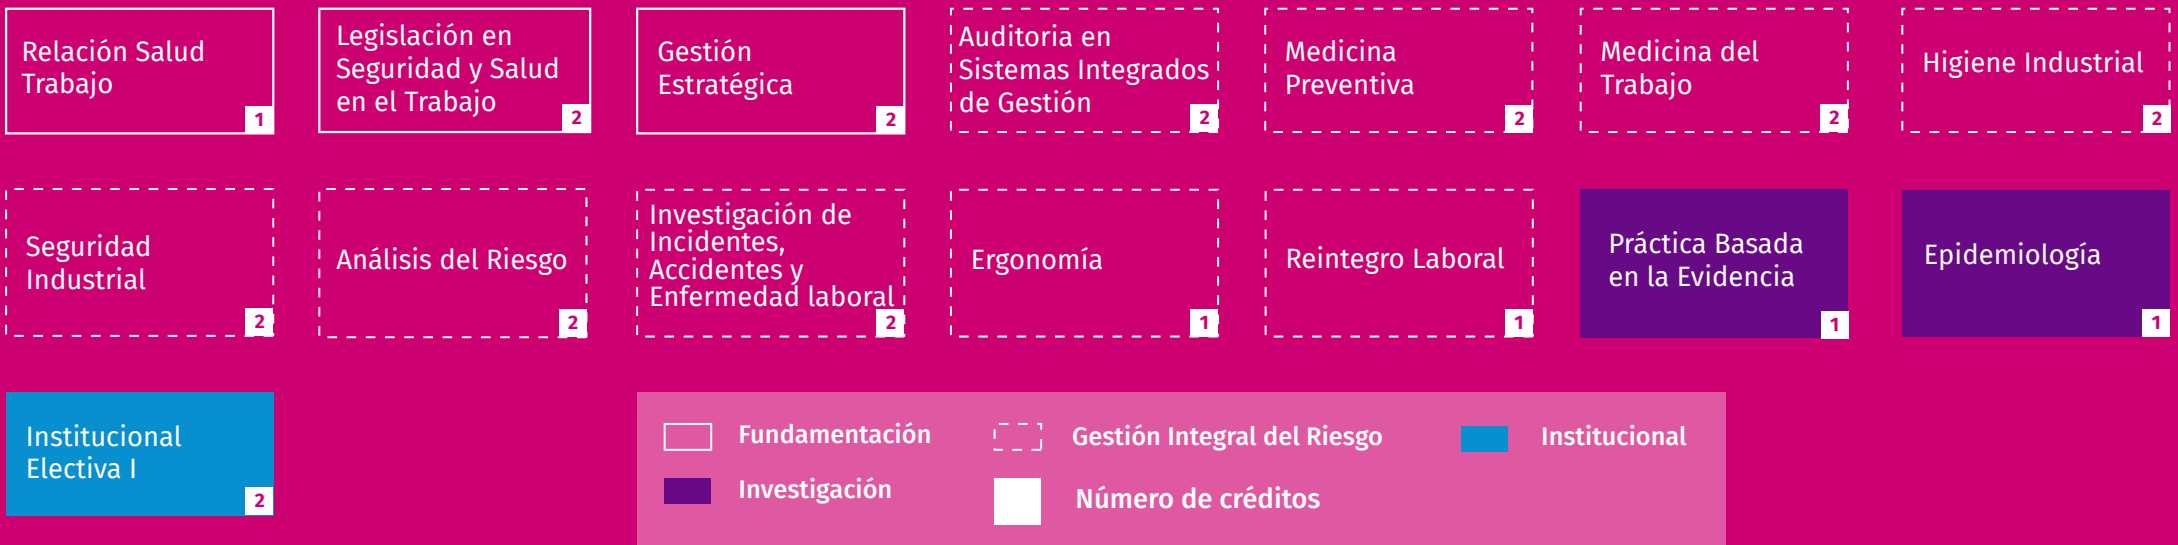 Relación Salud
Trabajo
1
Legislación en
Seguridad y Salud
en el Trabajo
2
Gestión
Estratégica
2
Auditoria en
Sistemas Integrados
de Gestión
2
Medicina
Preventiva
2
Medicina del
Trabajo
2
Higiene Industrial
2
Seguridad
Industrial
2
Análisis del Riesgo
2
Investigación de
Incidentes,
Accidentes y
Enfermedad laboral
2
Ergonomía
1
Reintegro Laboral
1
Práctica Basada
en la Evidencia
1
Epidemiología
1
Institucional
Electiva I
2
Fundamentación
Gestión Integral del Riesgo
Institucional
Investigación
Número de créditos